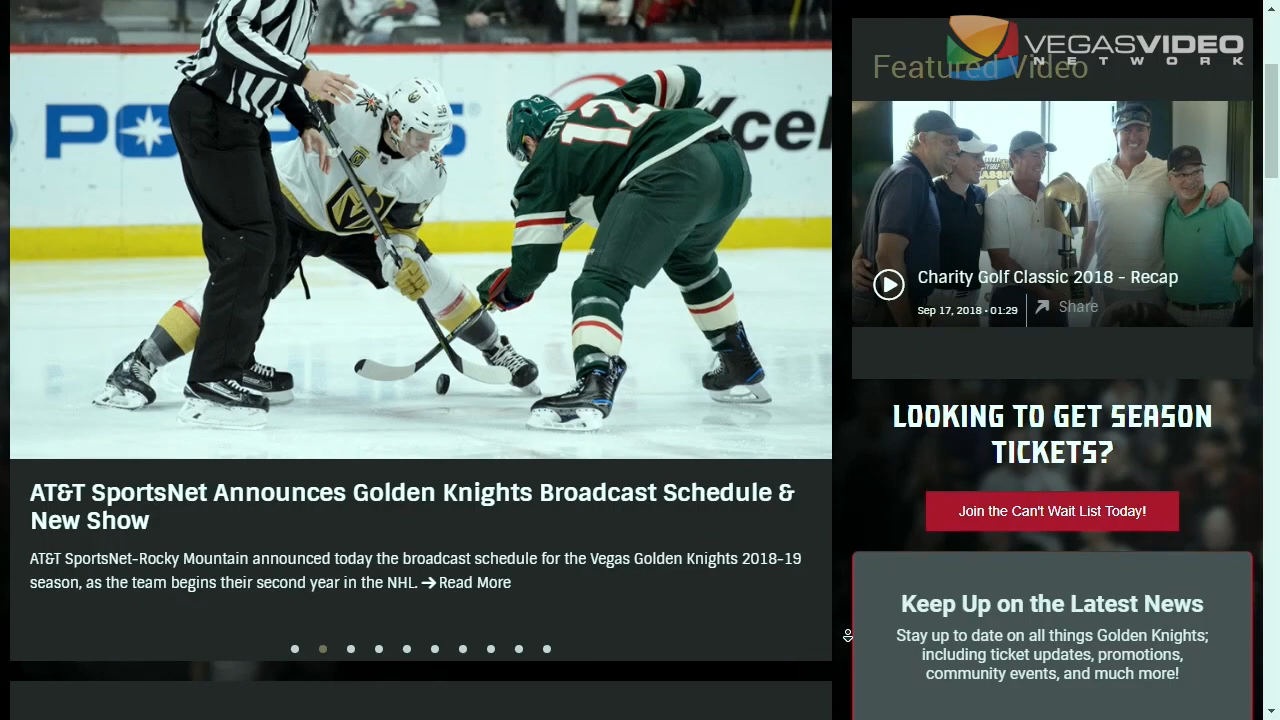 POL
S
Xcel
12
AT&T SportsNet Announces Golden Knights Broadcast Schedule &
New Show
AT&T SportsNet-Rocky Mountain announced today the broadcast schedule for the Vegas Golden Knights 2018-19
season, as the team begins their second year in the NHL. ➔ Read More
VEGASVIDEO
NETWORK
Featured Video
Charity Golf Classic 2018 - Recap
Sep 17, 2018 • 01:29
Share
LOOKING TO GET SEASON
TICKETS?
Join the Can't Wait List Today!
Keep Up on the Latest News
Stay up to date on all things Golden Knights;
including ticket updates, promotions,
community events, and much more!